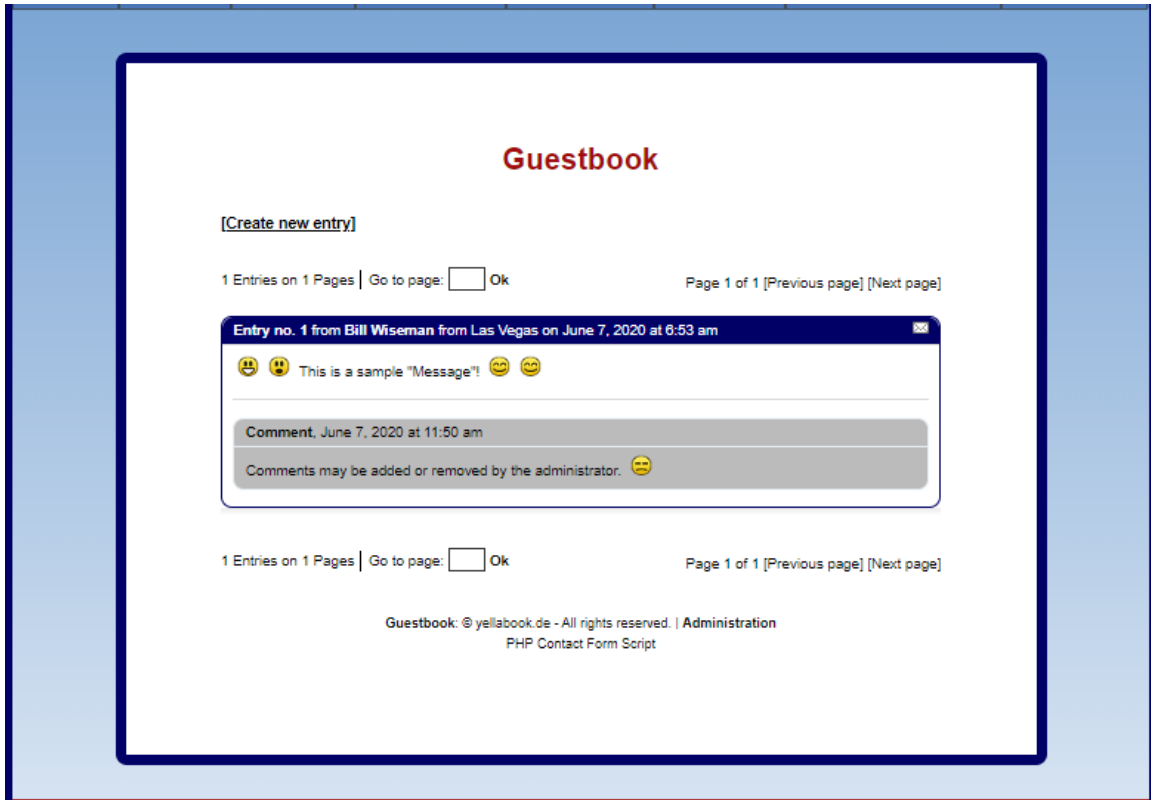 Guestbook
[Create new entry]
1 Entries on 1 Pages Go to page: Ok
Page 1 of 1 [Previous page] [Next page]
Entry no. 1 from Bill Wiseman from Las Vegas on June 7, 2020 at 6:53 am
This is a sample "Message"!
Comment, June 7, 2020 at 11:50 am
Comments may be added or removed by the administrator.
1 Entries on 1 Pages Go to page: Ok
Page 1 of 1 [Previous page] [Next page]
Guestbook: © yellabook.de - All rights reserved. | Administration
PHP Contact Form Script